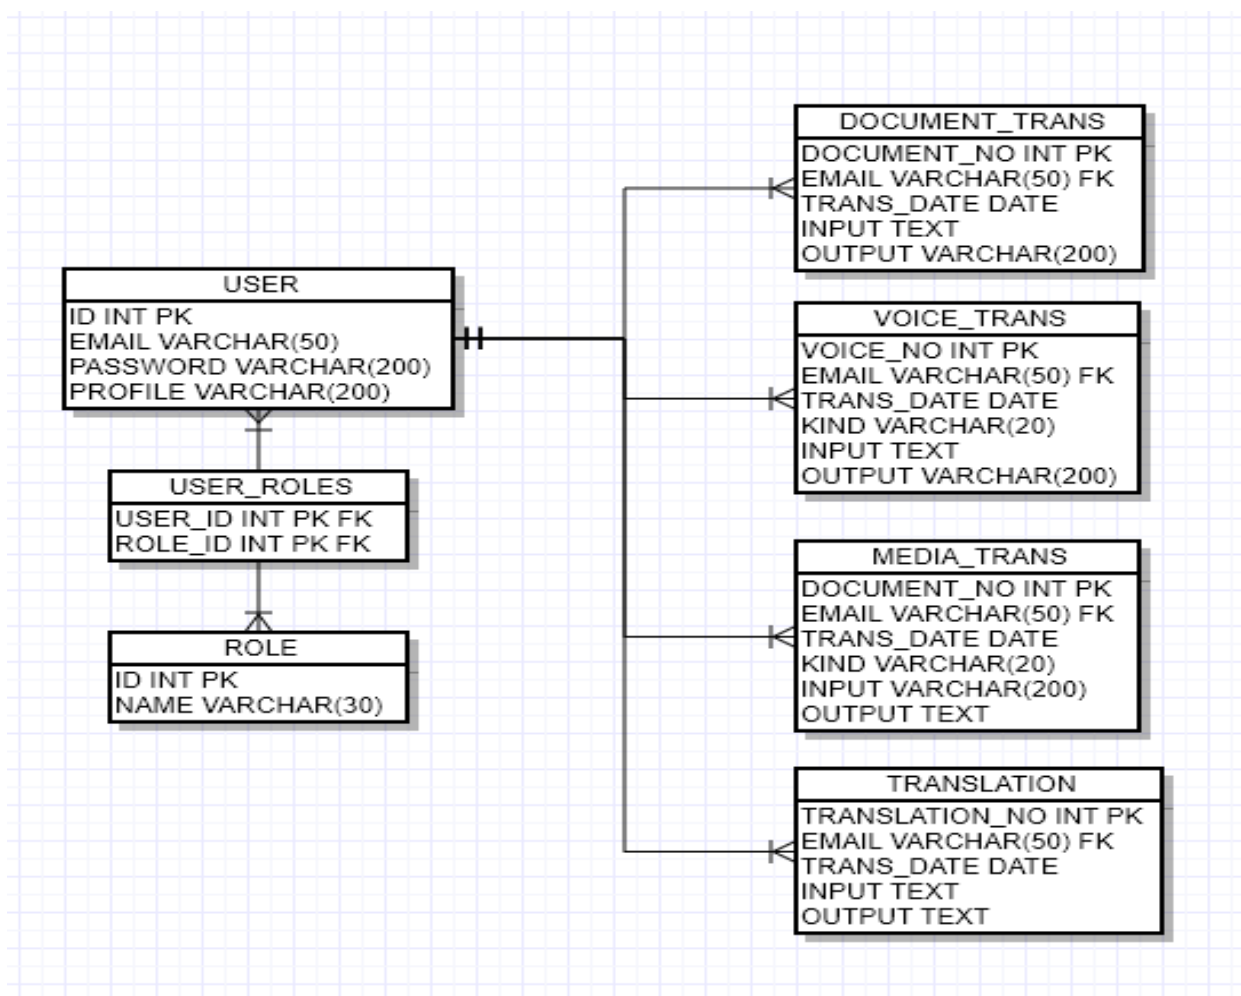 USER
ID INT PK
EMAIL VARCHAR(50)
PASSWORD VARCHAR(200)
PROFILE VARCHAR(200)
USER_ROLES
USER_ID INT PK FK
ROLE_ID INT PK FK
ROLE
ID INT PK
NAME VARCHAR(30)
DOCUMENT_TRANS
DOCUMENT_NO INT PK
EMAIL VARCHAR(50) FK
TRANS_DATE DATE
INPUT TEXT
OUTPUT VARCHAR(200)
VOICE_TRANS
VOICE_NO INT PK
EMAIL VARCHAR(50) FK
TRANS_DATE DATE
KIND VARCHAR(20)
INPUT TEXT
OUTPUT VARCHAR(200)
MEDIA_TRANS
DOCUMENT_NO INT PK
EMAIL VARCHAR(50) FK
TRANS_DATE DATE
KIND VARCHAR(20)
INPUT VARCHAR(200)
OUTPUT TEXT
TRANSLATION
TRANSLATION_NO INT PK
EMAIL VARCHAR(50) FK
TRANS_DATE DATE
INPUT TEXT
OUTPUT TEXT